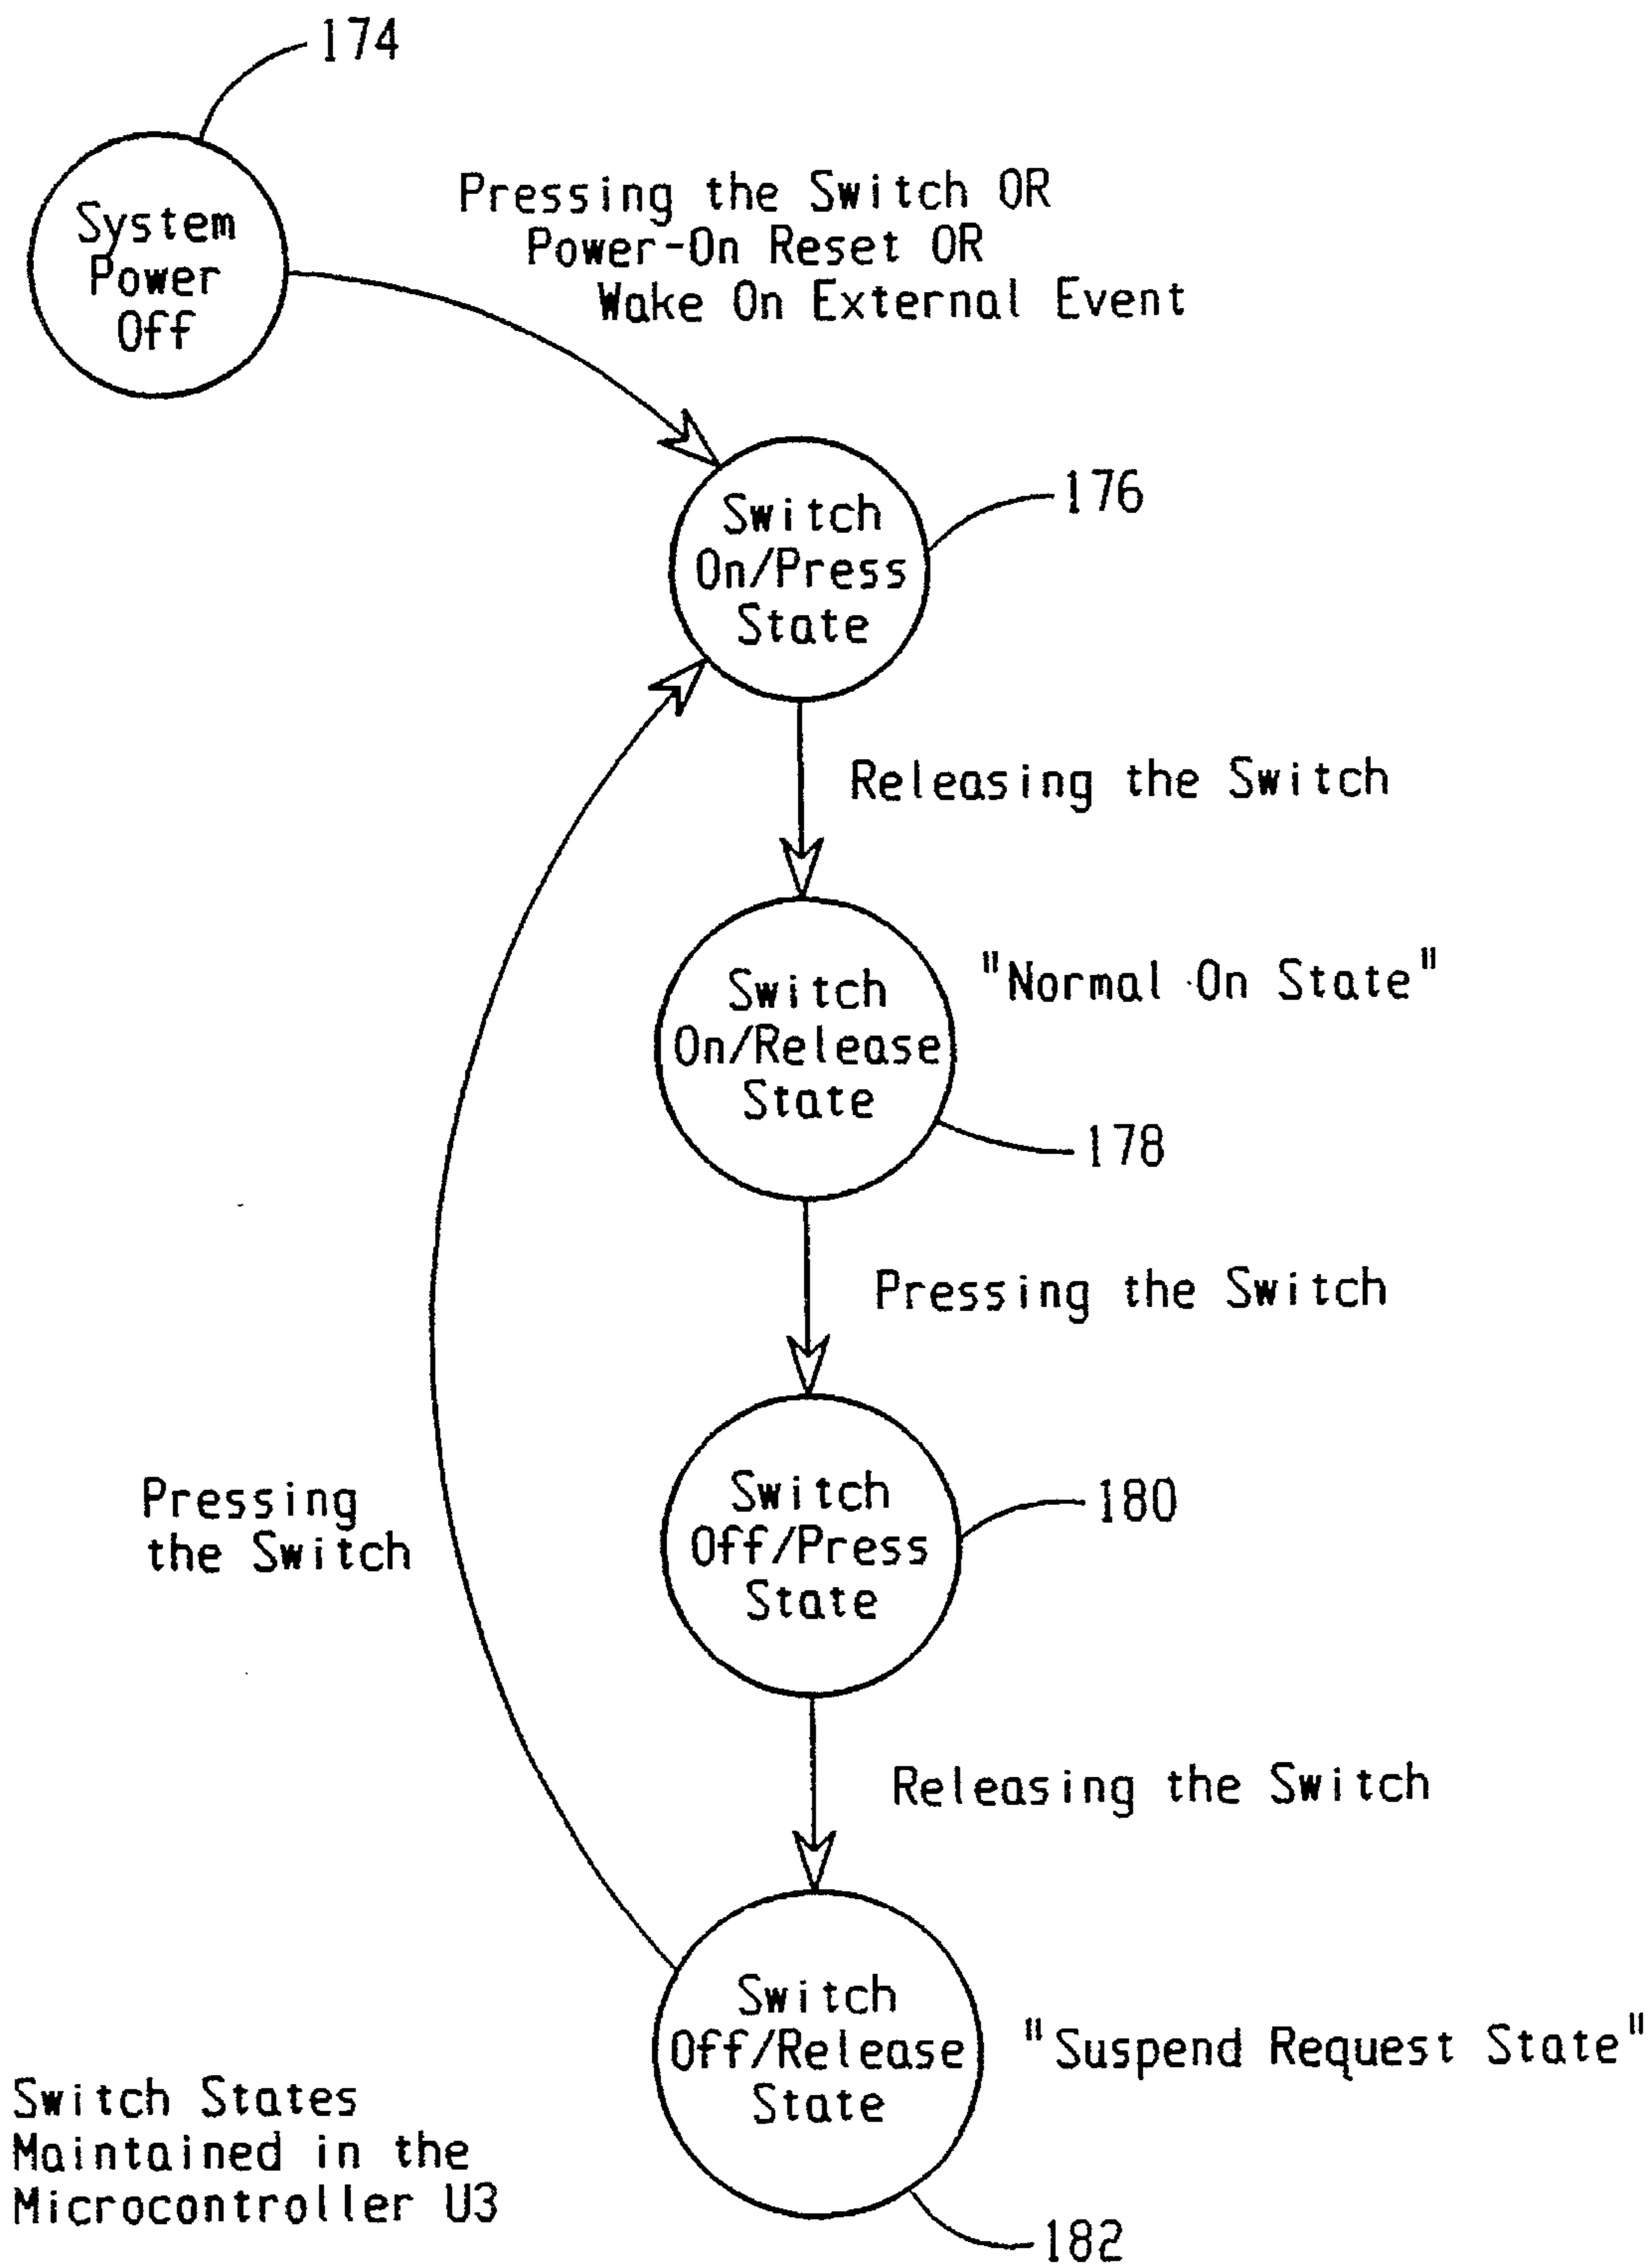 174
System
Power
Off
Pressing the Switch OR
Power-On Reset OR
Wake On External Event
176
Switch
On/Press
State
Releasing the Switch
Switch
On/Release
State
"Normal On State"
178
Pressing the Switch
Pressing
the Switch
Switch
Off/Press
State
180
Releasing the Switch
Switch
Off/Release
State
"Suspend Request State"
182
Switch States
Maintained in the
Microcontroller U3